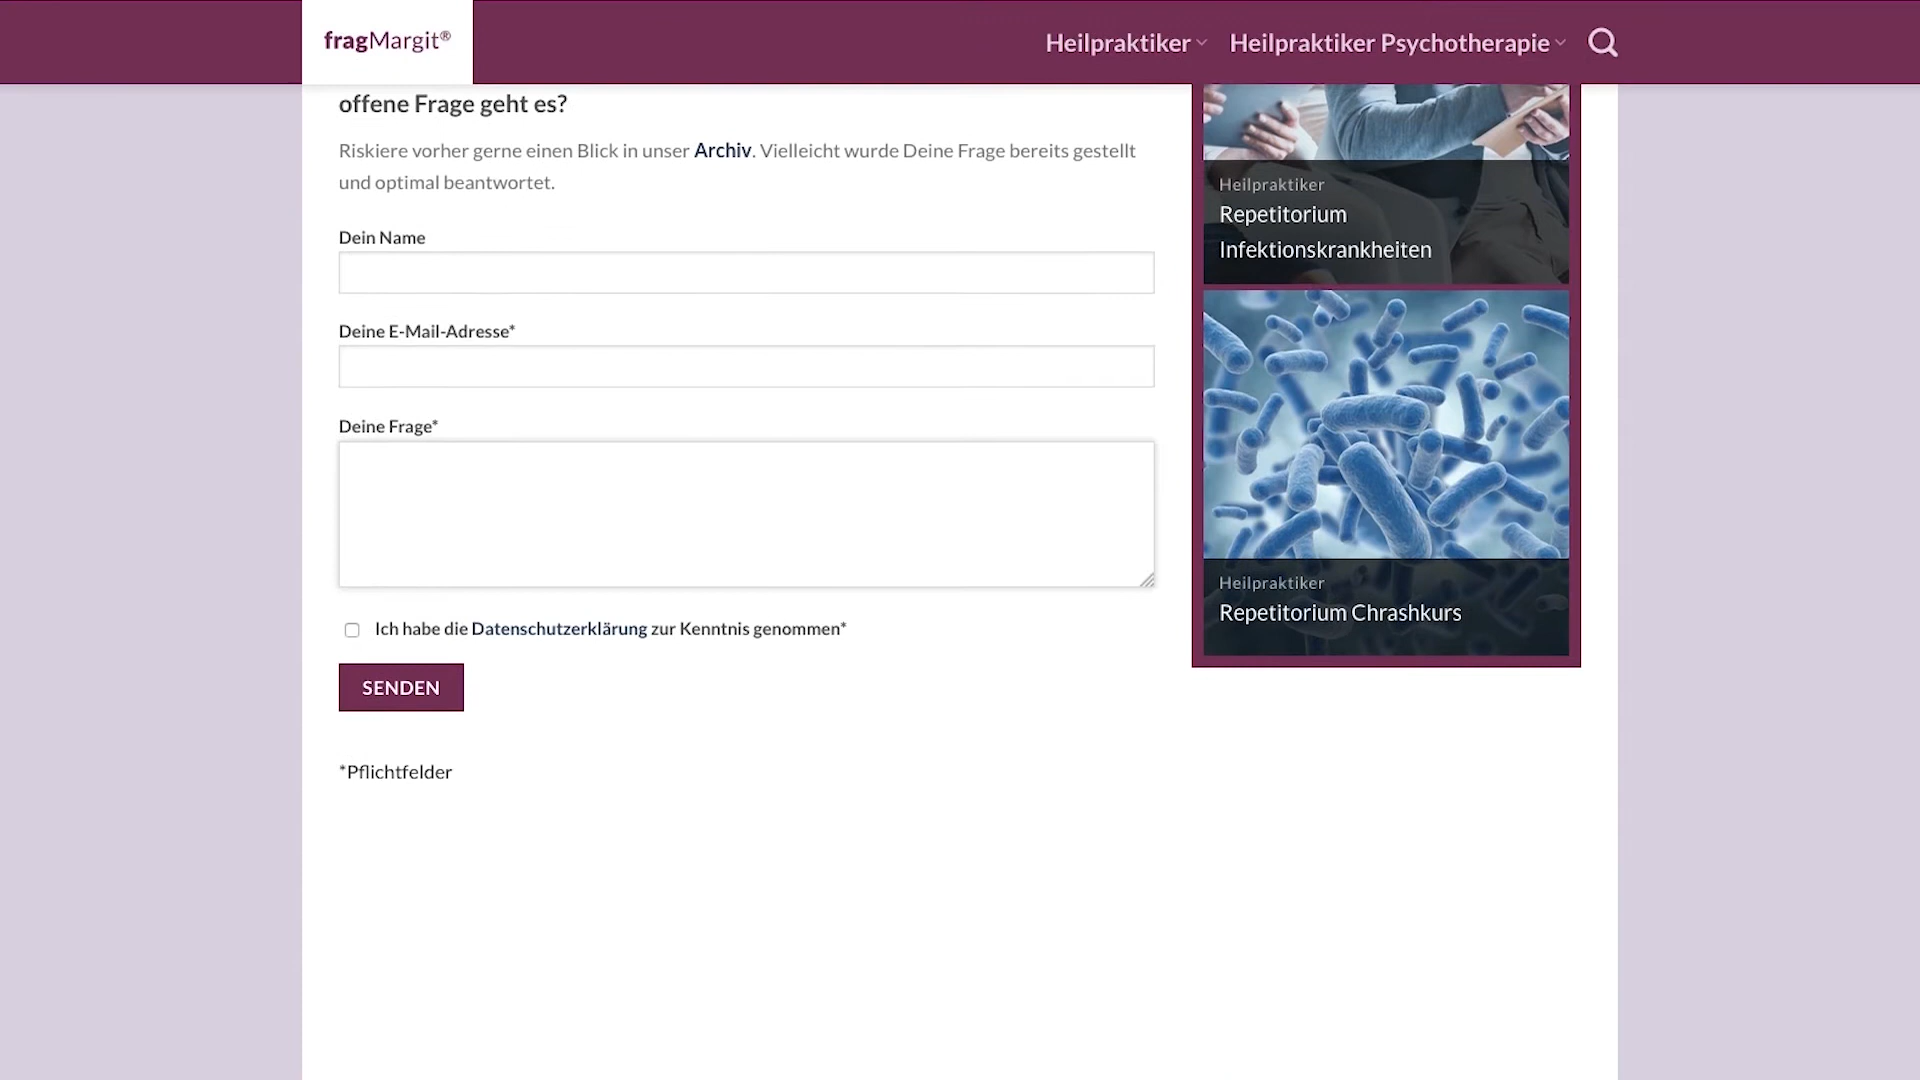 fragMargit®
Heilpraktiker
Heilpraktiker Psychotherapie
offene Frage geht es?
Riskiere vorher gerne einen Blick in unser Archiv. Vielleicht wurde Deine Frage bereits gestellt
und optimal beantwortet.
Dein Name
Deine E-Mail-Adresse*
Deine Frage*
Ich habe die Datenschutzerklärung zur Kenntnis genommen*
SENDEN
*Pflichtfelder
Heilpraktiker
Repetitorium
Infektionskrankheiten
Heilpraktiker
Repetitorium Chrashkurs